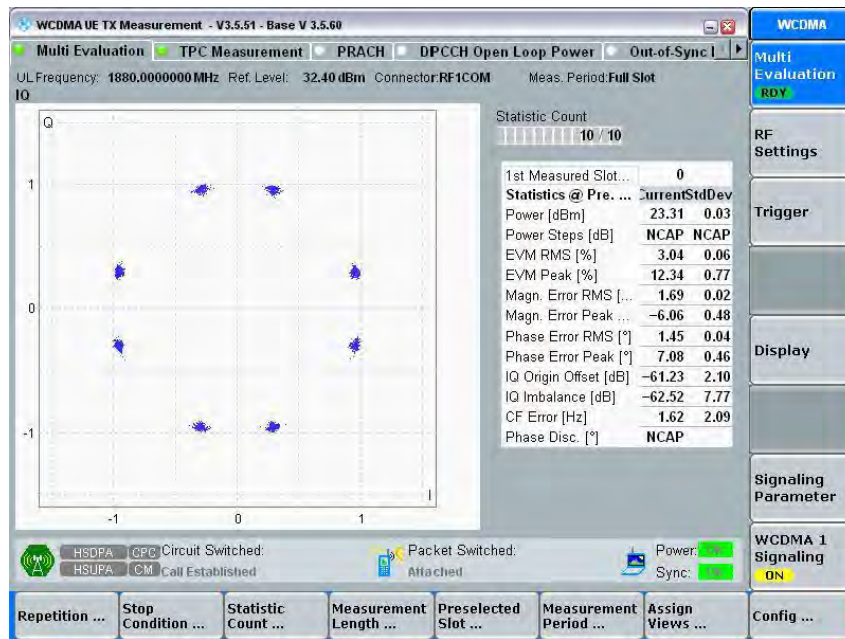 WCDMA UE TX Measurement - V3.5.51 - Base V 3.5.60
WCDMA
Multi Evaluation TPC Measurement PRACH DPCCH Open Loop Power Out-of-Sync
UL Frequency: 1880.0000000 MHz Ref. Level: 32.40 dBm Connector:RF1COM Meas. Period:Full Slot
IQ
Q
1
0
-1
-1 0 1
I
Statistic Count
10 / 10
1st Measured Slot... 0
Statistics @ Pre. ... Current StdDev
Power [dBm] 23.31 0.03
Power Steps [dB] NCAP NCAP
EVM RMS [%] 3.04 0.06
EVM Peak [%] 12.34 0.77
Magn. Error RMS [... 1.69 0.02
Magn. Error Peak ... −6.06 0.48
Phase Error RMS [°] 1.45 0.04
Phase Error Peak [°] 7.08 0.46
IQ Origin Offset [dB] −61.23 2.10
IQ Imbalance [dB] −62.52 7.77
CF Error [Hz] 1.62 2.09
Phase Disc. [°] NCAP
Multi
Evaluation
RDY
RF
Settings
Trigger
Display
Signaling
Parameter
WCDMA 1
Signaling
ON
HSDPA CPC Circuit Switched:
HSUPA CM Call Established
Packet Switched:
Attached
Power:
Sync:
Repetition ...
Stop
Condition ...
Statistic
Count ...
Measurement
Length ...
Preselected
Slot ...
Measurement
Period ...
Assign
Views ...
Config ...